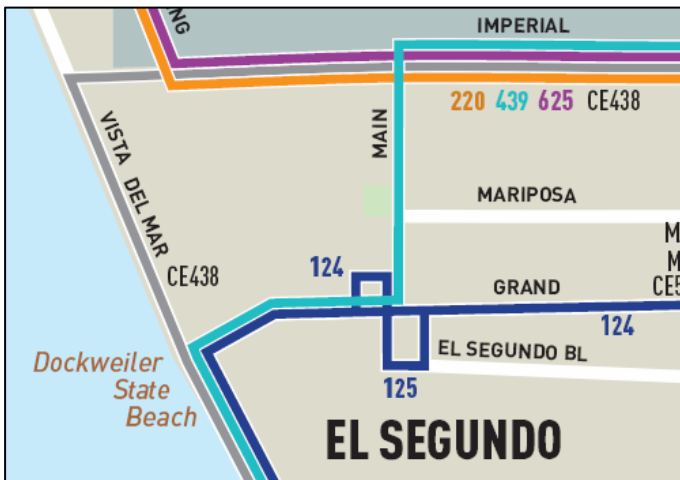 NG
IMPERIAL
220 439 625 CE438
MAIN
VISTA DEL MAR
MARIPOSA
M
M
CE438
124
GRAND
CE5
124
EL SEGUNDO BL
Dockweiler
State
Beach
125
EL SEGUNDO